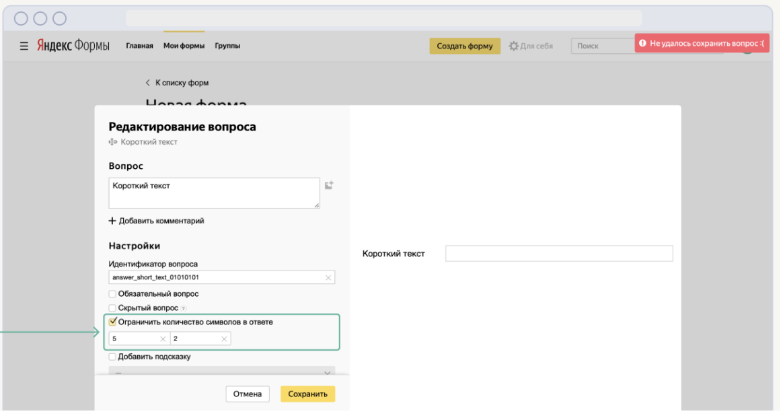 Яндекс Формы Главная Мои формы Группы Создать форму Для себя Поиск Не удалось сохранить вопрос :(
К списку форм
Новая форма
Редактирование вопроса
Короткий текст
Вопрос
Короткий текст
+ Добавить комментарий
Настройки
Короткий текст
Идентификатор вопроса
answer_short_text_01010101
Обязательный вопрос
Скрытый вопрос
Ограничить количество символов в ответе
5 2
Добавить подсказку
Отмена Сохранить